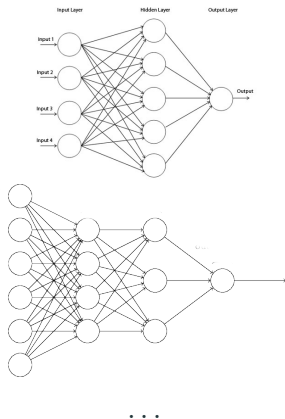 Input Layer Hidden Layer Output Layer
Input 1
Input 2
Input 3
Input 4
Output